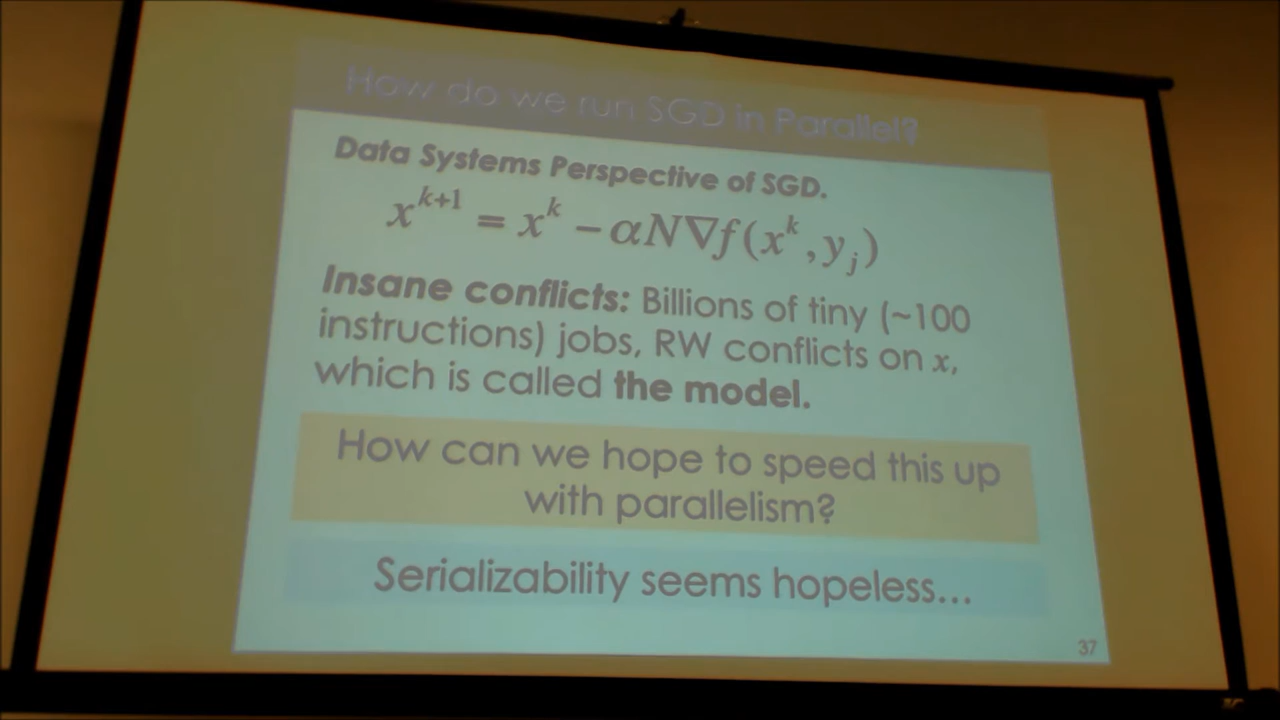 How do we run SGD in Parallel?
Data Systems Perspective of SGD.
x^{k+1} = x^k − αN∇f(x^k, y_j)
Insane conflicts: Billions of tiny (~100
instructions) jobs, RW conflicts on x,
which is called the model.
How can we hope to speed this up
with parallelism?
Serializability seems hopeless...
37